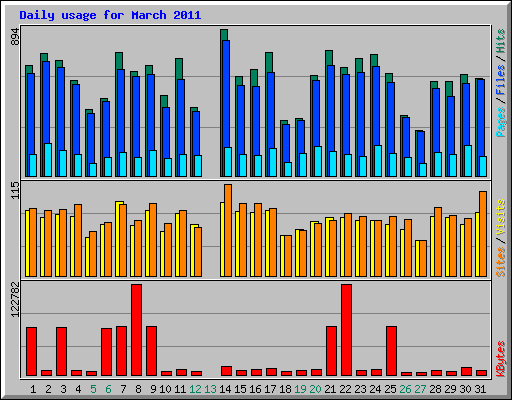 Daily usage for March 2011
894
Pages / Files / Hits
115
Sites / Visits
122782
KBytes
1 2 3 4 5 6 7 8 9 10 11 12 13 14 15 16 17 18 19 20 21 22 23 24 25 26 27 28 29 30 31